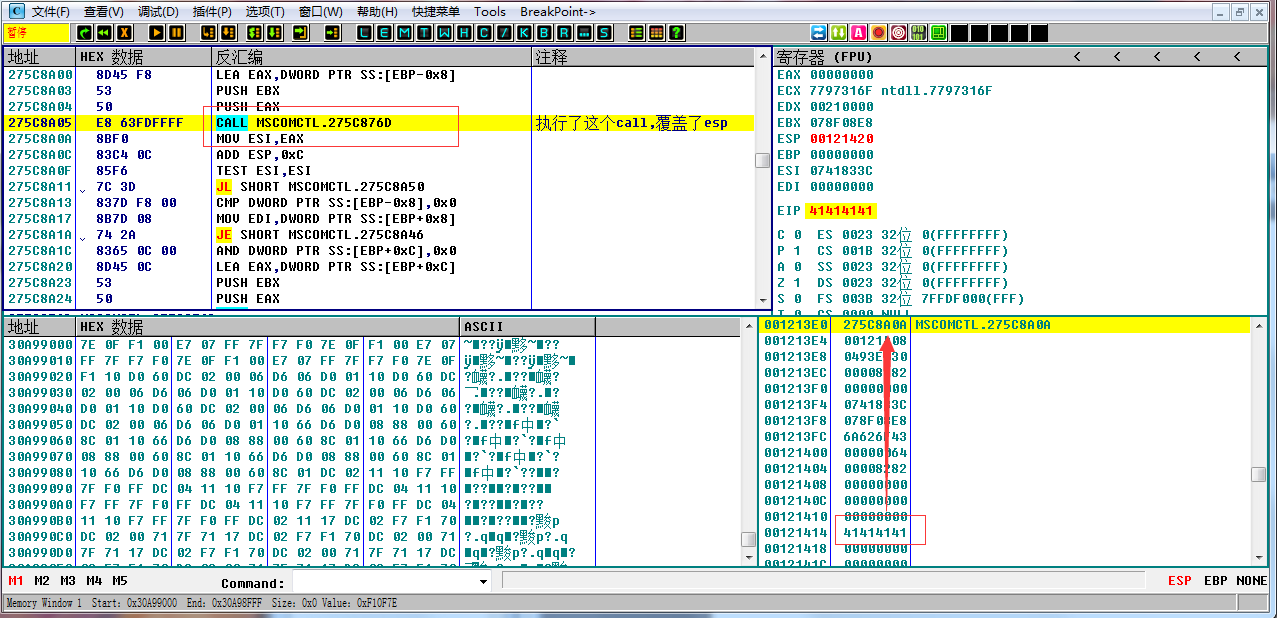 文件(F) 查看(V) 调试(D) 插件(P) 选项(T) 窗口(W) 帮助(H) 快捷菜单 Tools BreakPoint->
暂停 L E M T W H C / K B R ... S
地址 HEX 数据 反汇编 注释
275C8A00 8D45 F8 LEA EAX,DWORD PTR SS:[EBP-0x8]
275C8A03 53 PUSH EBX
275C8A04 50 PUSH EAX
275C8A05 E8 63FDFFFF CALL MSCOMCTL.275C876D 执行了这个call,覆盖了esp
275C8A0A 8BF0 MOV ESI,EAX
275C8A0C 83C4 0C ADD ESP,0xC
275C8A0F 85F6 TEST ESI,ESI
275C8A11 7C 3D JL SHORT MSCOMCTL.275C8A50
275C8A13 837D F8 00 CMP DWORD PTR SS:[EBP-0x8],0x0
275C8A17 8B7D 08 MOV EDI,DWORD PTR SS:[EBP+0x8]
275C8A1A 74 2A JE SHORT MSCOMCTL.275C8A46
275C8A1C 8365 0C 00 AND DWORD PTR SS:[EBP+0xC],0x0
275C8A20 8D45 0C LEA EAX,DWORD PTR SS:[EBP+0xC]
275C8A23 53 PUSH EBX
275C8A24 50 PUSH EAX
寄存器 (FPU) < < < < <
EAX 00000000
ECX 7797316F ntdll.7797316F
EDX 00210000
EBX 078F08E8
ESP 00121420
EBP 00000000
ESI 0741833C
EDI 00000000
EIP 41414141
C 0 ES 0023 32位 0(FFFFFFFF)
P 1 CS 001B 32位 0(FFFFFFFF)
A 0 SS 0023 32位 0(FFFFFFFF)
Z 1 DS 0023 32位 0(FFFFFFFF)
S 0 FS 003B 32位 7FFDF000(FFF)
T 0 GS 0000 NULL
地址 HEX 数据 ASCII
30A99000 7E 0F F1 00 E7 07 FF 7F F7 F0 7E 0F F1 00 E7 07
30A99010 FF 7F F7 F0 7E 0F F1 00 E7 07 FF 7F F7 F0 7E 0F
30A99020 F1 10 D0 60 DC 02 00 06 D6 06 D0 01 10 D0 60 DC
30A99030 02 00 06 D6 06 D0 01 10 D0 60 DC 02 00 06 D6 06
30A99040 D0 01 10 D0 60 DC 02 00 06 D6 06 D0 01 10 D0 60
30A99050 DC 02 00 06 D6 06 D0 01 10 66 D6 D0 08 88 00 60
30A99060 8C 01 10 66 D6 D0 08 88 00 60 8C 01 10 66 D6 D0
30A99070 08 88 00 60 8C 01 10 66 D6 D0 08 88 00 60 8C 01
30A99080 10 66 D6 D0 08 88 00 60 8C 01 DC 02 11 10 F7 FF
30A99090 7F F0 FF DC 04 11 10 F7 FF 7F F0 FF DC 04 11 10
30A990A0 F7 FF 7F F0 FF DC 04 11 10 F7 FF 7F F0 FF DC 04
30A990B0 11 10 F7 FF 7F F0 FF DC 02 11 17 DC 02 F7 F1 70
30A990C0 DC 02 00 71 7F 71 17 DC 02 F7 F1 70 DC 02 00 71
30A990D0 7F 71 17 DC 02 F7 F1 70 DC 02 00 71 7F 71 17 DC
001213E0 275C8A0A MSCOMCTL.275C8A0A
001213E4
001213E8
001213EC
001213F0 00000000
001213F4
001213F8
001213FC
00121400
00121404
00121408 00000000
0012140C 00000000
00121410 00000000
00121414 41414141
00121418 00000000
0012141C 00000000
M1 M2 M3 M4 M5 Command: ESP EBP NONE
Memory Window 1 Start: 0x30A99000 End: 0x30A98FFF Size: 0x0 Value: 0xF10F7E